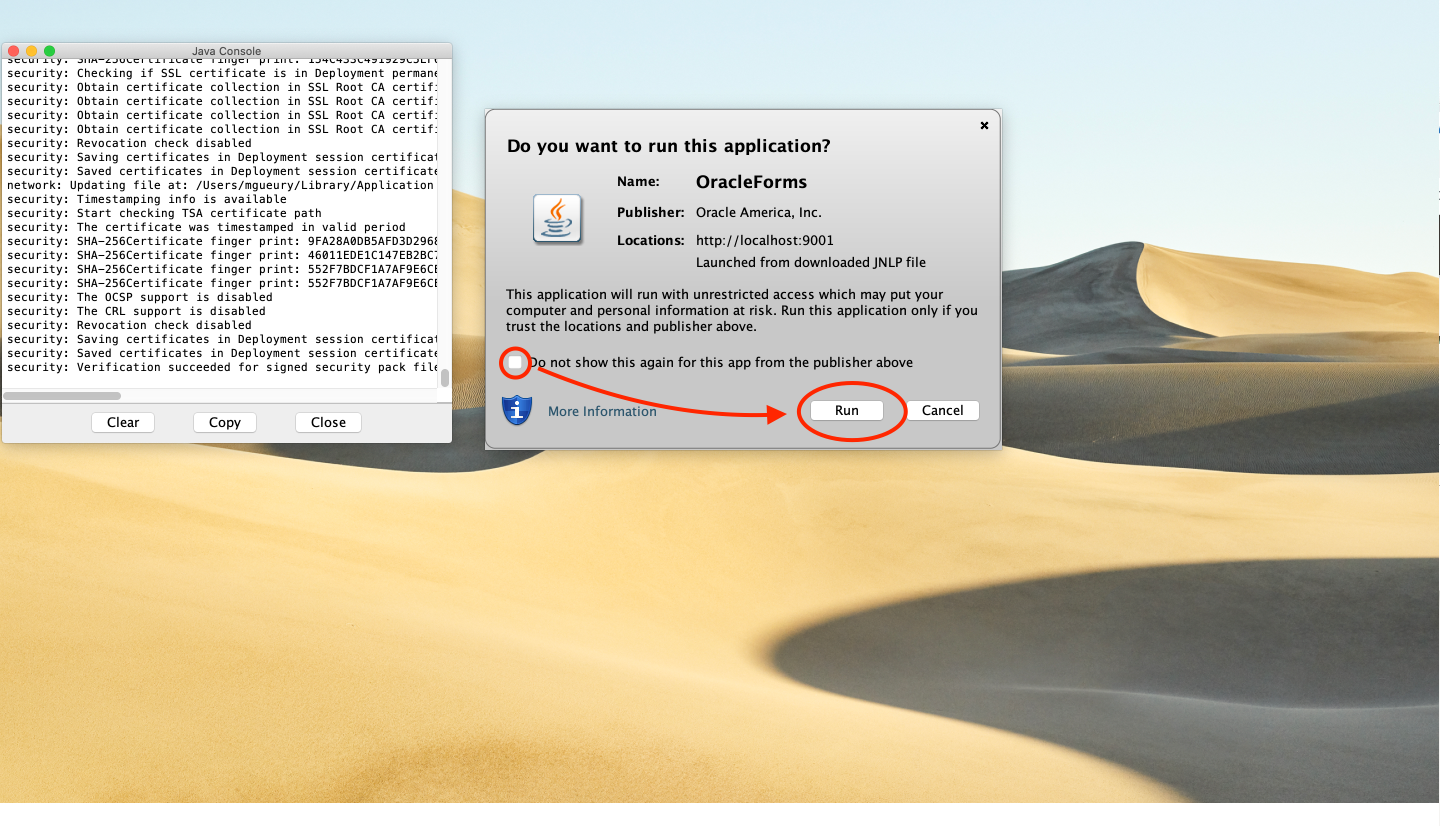 Java Console
security: Checking if SSL certificate is in Deployment permane
security: Obtain certificate collection in SSL Root CA certif
security: Obtain certificate collection in SSL Root CA certif
security: Obtain certificate collection in SSL Root CA certif
security: Obtain certificate collection in SSL Root CA certif
security: Revocation check disabled
security: Saving certificates in Deployment session certificat
security: Saved certificates in Deployment session certificate
network: Updating file at: /Users/mgueury/Library/Application
security: Timestamping info is available
security: Start checking TSA certificate path
security: The certificate was timestamped in valid period
security: SHA-256Certificate finger print: 9FA28A0DB5AFD3D2968
security: SHA-256Certificate finger print: 46011EDE1C147EB2BC7
security: SHA-256Certificate finger print: 552F7BDCF1A7AF9E6CE
security: SHA-256Certificate finger print: 552F7BDCF1A7AF9E6CE
security: The OCSP support is disabled
security: The CRL support is disabled
security: Revocation check disabled
security: Saving certificates in Deployment session certificat
security: Saved certificates in Deployment session certificate
security: Verification succeeded for signed security pack file
Clear
Copy
Close
Do you want to run this application?
Name: OracleForms
Publisher: Oracle America, Inc.
Locations: http://localhost:9001
Launched from downloaded JNLP file
This application will run with unrestricted access which may put your
computer and personal information at risk. Run this application only if you
trust the locations and publisher above.
Do not show this again for this app from the publisher above
More Information
Run
Cancel